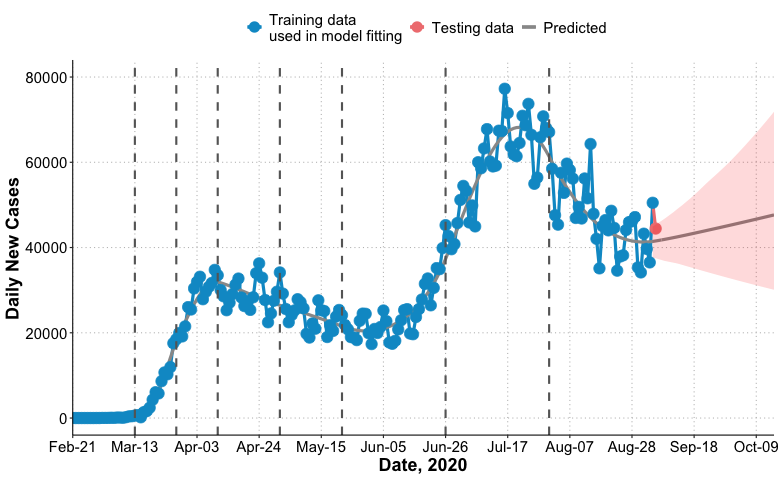 Training data
used in model fitting
Testing data
Predicted
Daily New Cases
80000
60000
40000
20000
0
Feb-21 Mar-13 Apr-03 Apr-24 May-15 Jun-05 Jun-26 Jul-17 Aug-07 Aug-28 Sep-18 Oct-09
Date, 2020